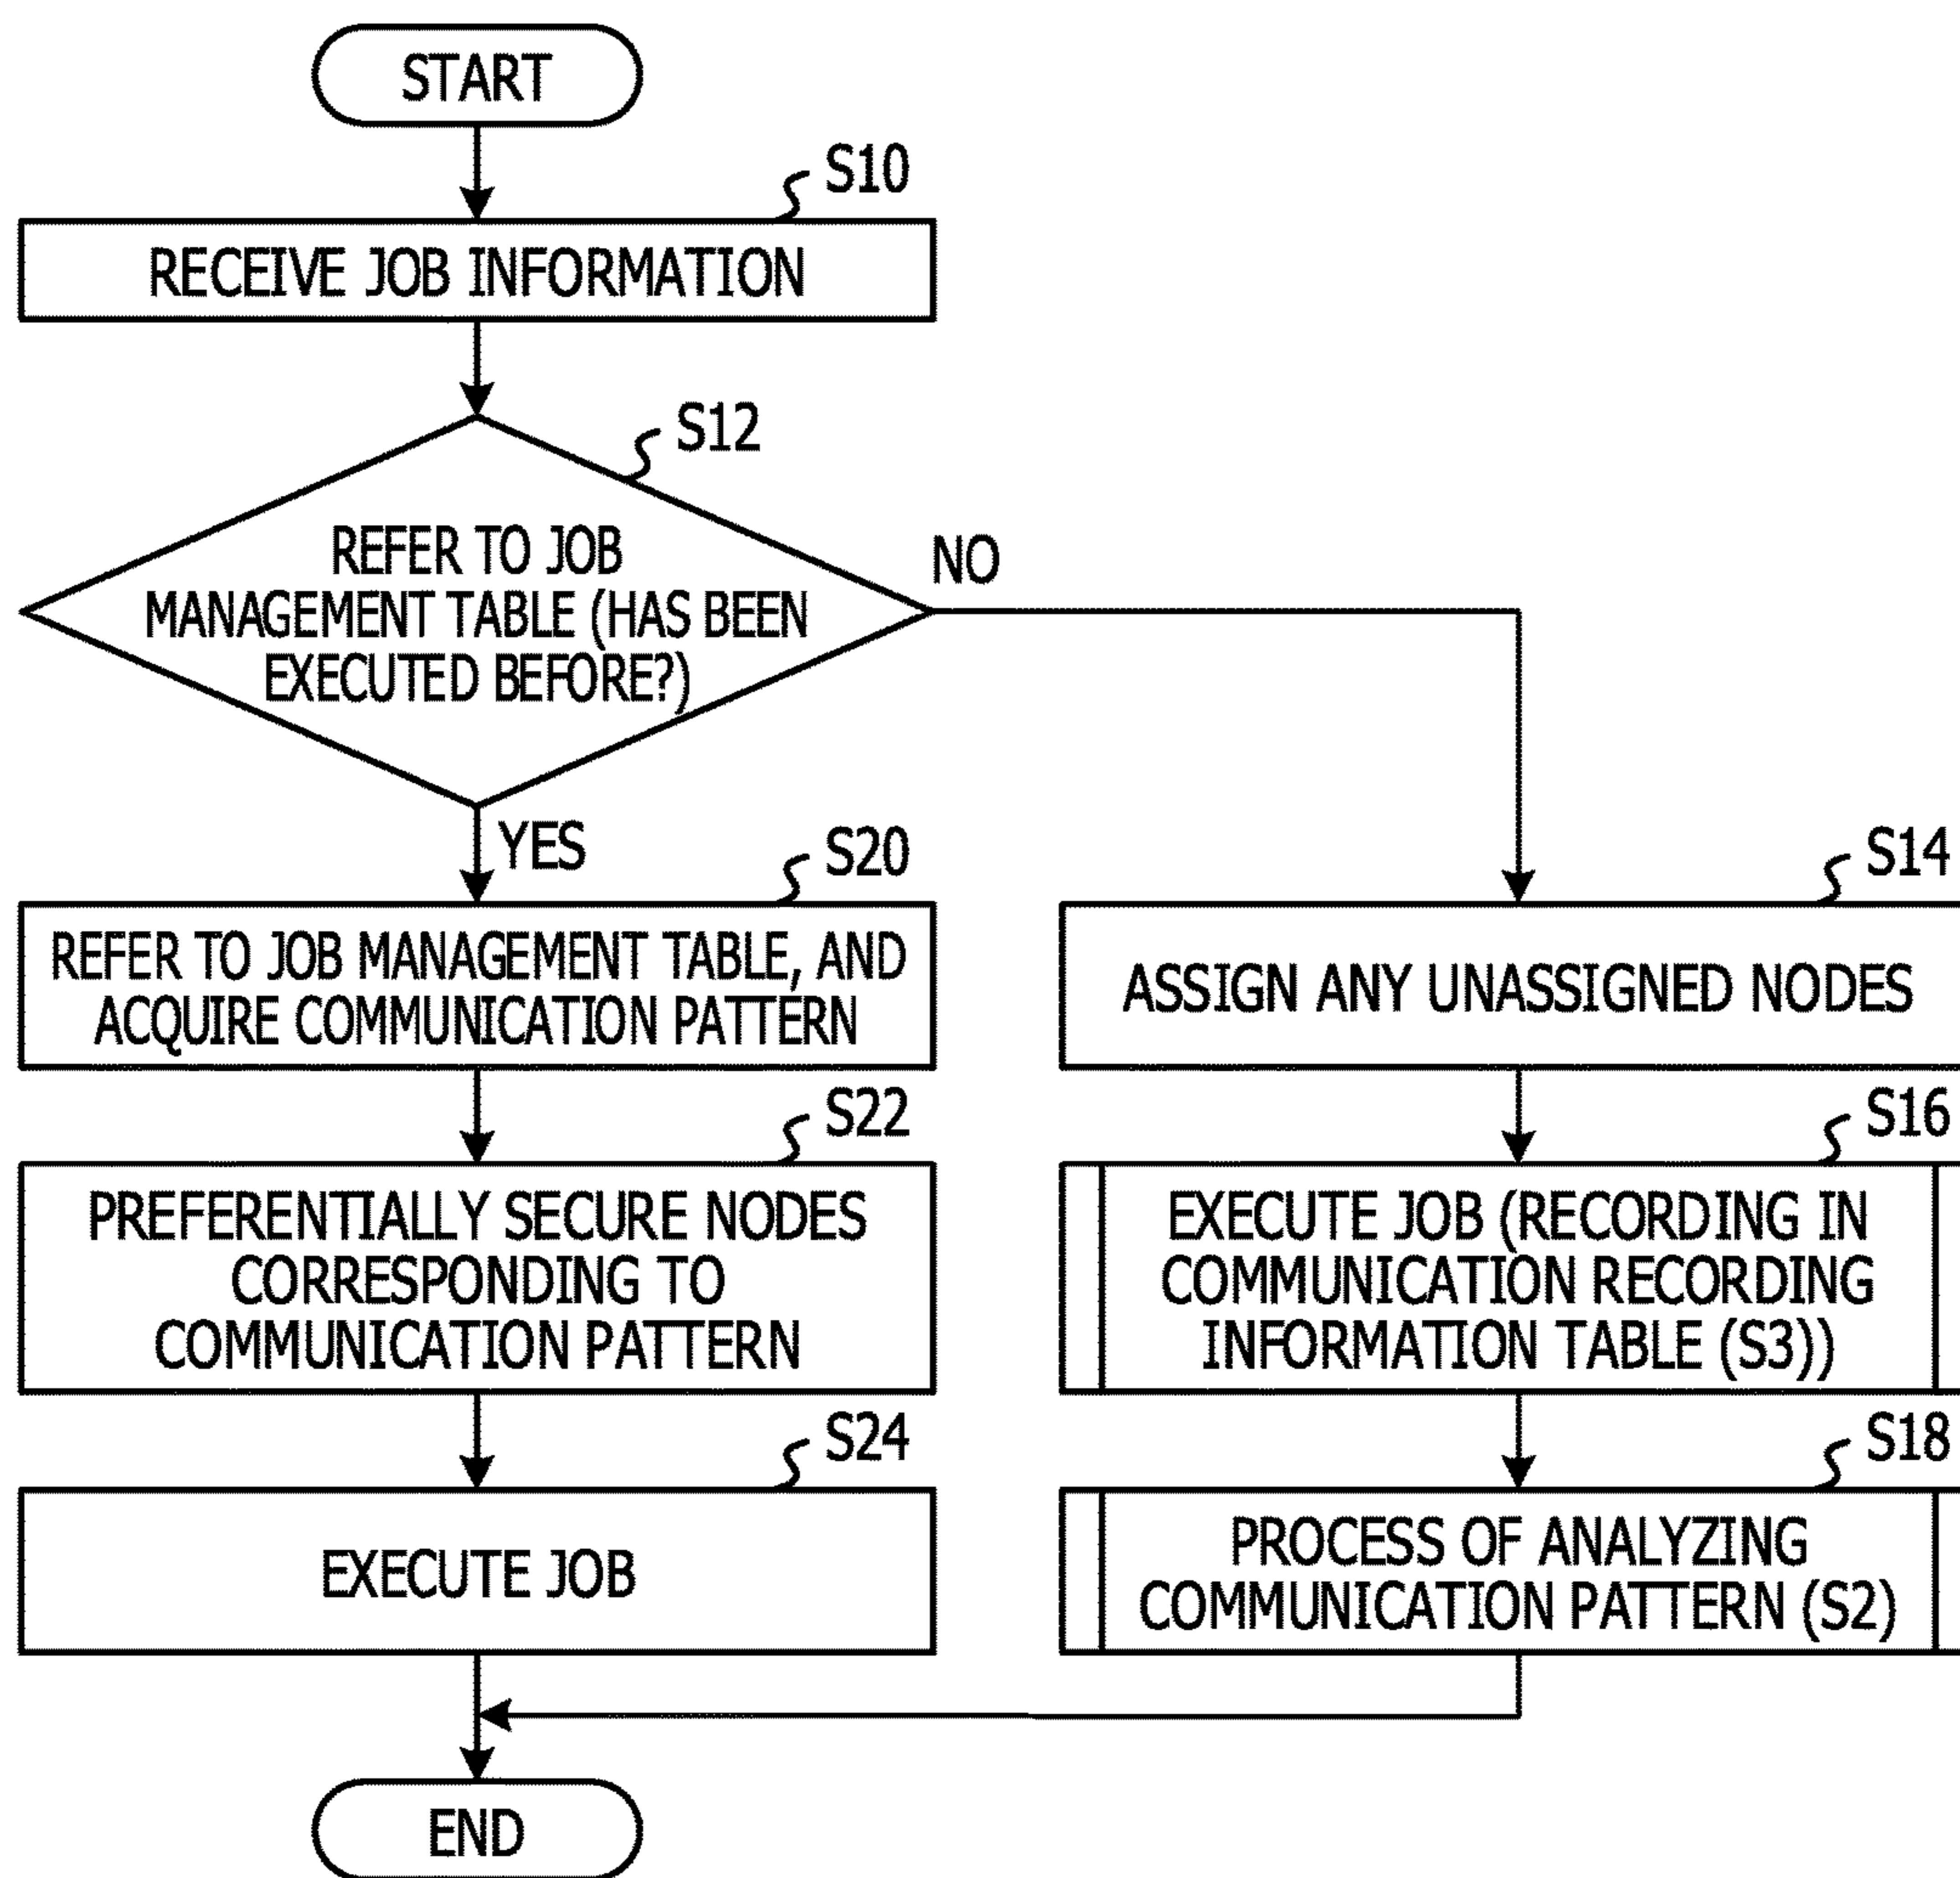 START
S10
RECEIVE JOB INFORMATION
S12
REFER TO JOB
MANAGEMENT TABLE (HAS BEEN
EXECUTED BEFORE?)
NO
YES
S20
REFER TO JOB MANAGEMENT TABLE, AND
ACQUIRE COMMUNICATION PATTERN
S22
PREFERENTIALLY SECURE NODES
CORRESPONDING TO
COMMUNICATION PATTERN
S24
EXECUTE JOB
S14
ASSIGN ANY UNASSIGNED NODES
S16
EXECUTE JOB (RECORDING IN
COMMUNICATION RECORDING
INFORMATION TABLE (S3))
S18
PROCESS OF ANALYZING
COMMUNICATION PATTERN (S2)
END